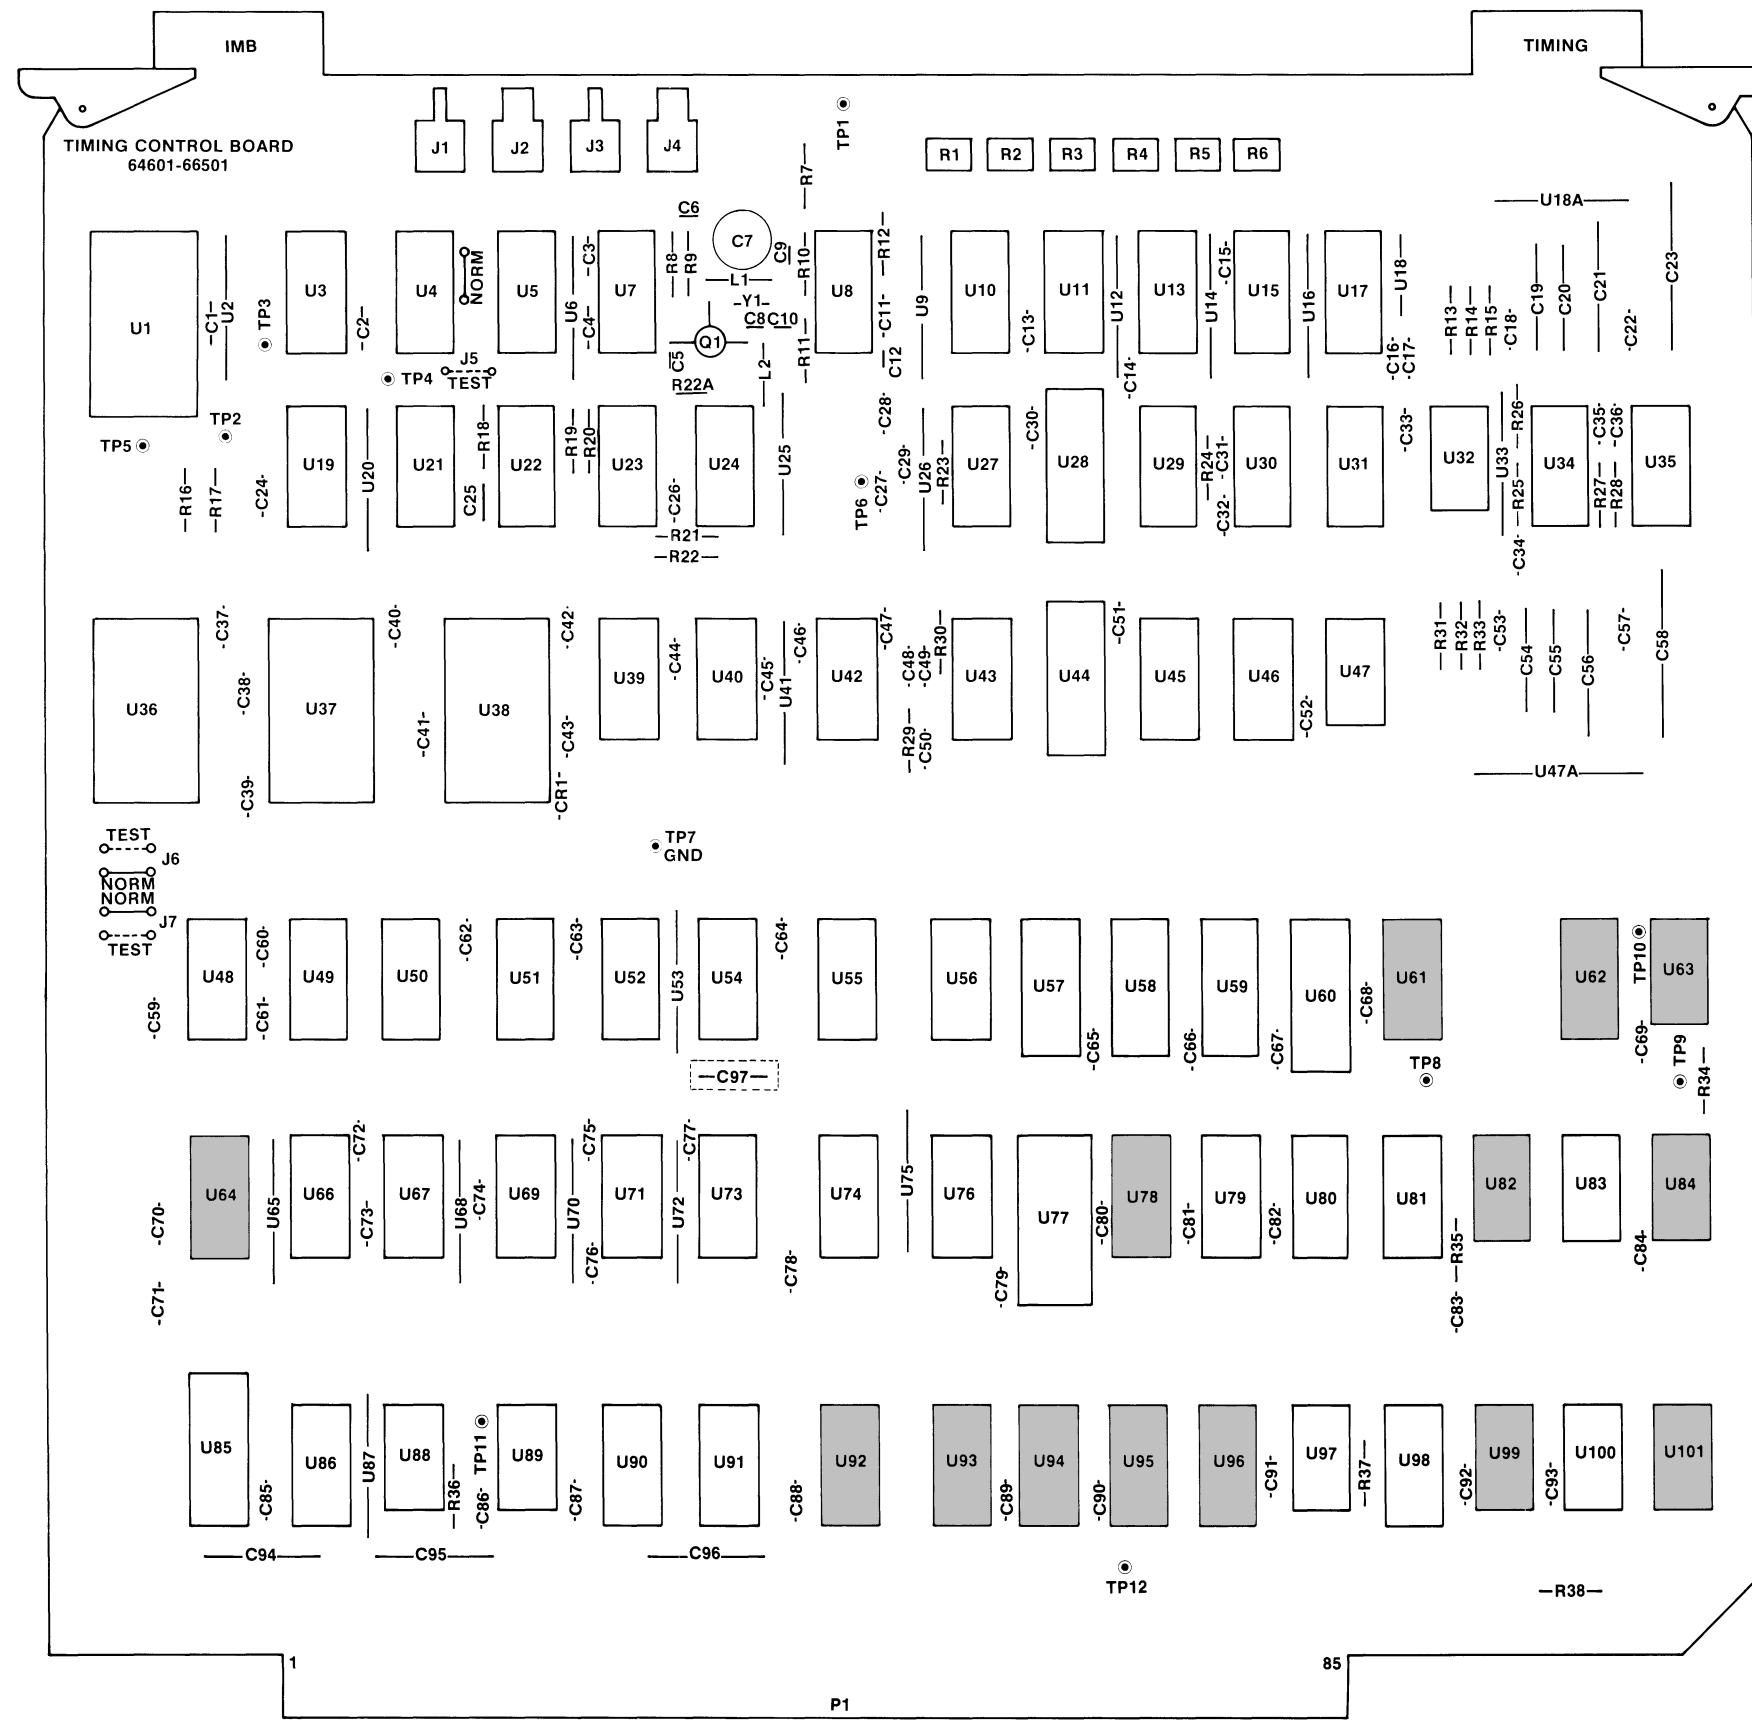 IMB
TIMING
TIMING CONTROL BOARD
64601-66501
J1
J2
J3
J4
TP1
R7
R1
R2
R3
R4
R5
R6
U18A
C6
C7
C9
R8
R9
R10
L1
Y1
C8
C10
Q1
C5
R22A
L2
R11
R12
U1
C1
U2
TP3
U3
C2
U4
NORM
J5
TEST
TP4
U5
U6
C3
C4
U7
U8
C11
C12
U9
U10
C13
U11
U12
C14
U13
U14
C15
U15
U16
U17
U18
C16
C17
R13
R14
R15
C18
C19
C20
C21
C22
C23
TP5
TP2
R16
R17
C24
U19
U20
U21
R18
C25
U22
R19
R20
U23
C26
U24
U25
R21
R22
TP6
C27
C28
C29
U26
R23
U27
C30
U28
U29
R24
C31
C32
U30
U31
C33
U32
U33
R26
R25
C34
U34
C35
C36
R27
R28
U35
U36
C37
C38
C39
U37
C40
C41
U38
C42
C43
CR1
U39
C44
U40
C45
U41
C46
U42
C47
C48
C49
R30
R29
C50
U43
U44
C51
U45
U46
C52
U47
R31
R32
R33
C53
C54
C55
C56
C57
C58
U47A
TEST
J6
NORM
NORM
J7
TEST
TP7
GND
C59
U48
C60
C61
U49
U50
C62
U51
C63
U52
U53
U54
C64
C97
U55
U56
U57
C65
U58
C66
U59
C67
U60
C68
U61
TP8
U62
TP10
C69
U63
TP9
R34
C70
C71
U64
U65
U66
C72
C73
U67
U68
C74
U69
U70
C75
C76
U71
U72
C77
U73
C78
U74
U75
U76
C79
U77
C80
U78
C81
U79
C82
U80
U81
R35
C83
U82
U83
C84
U84
U85
C85
U86
U87
U88
R36
TP11
C86
U89
C87
U90
U91
C88
U92
U93
C89
U94
C90
U95
U96
C91
U97
R37
U98
C92
U99
C93
U100
U101
C94
C95
C96
TP12
R38
1
85
P1